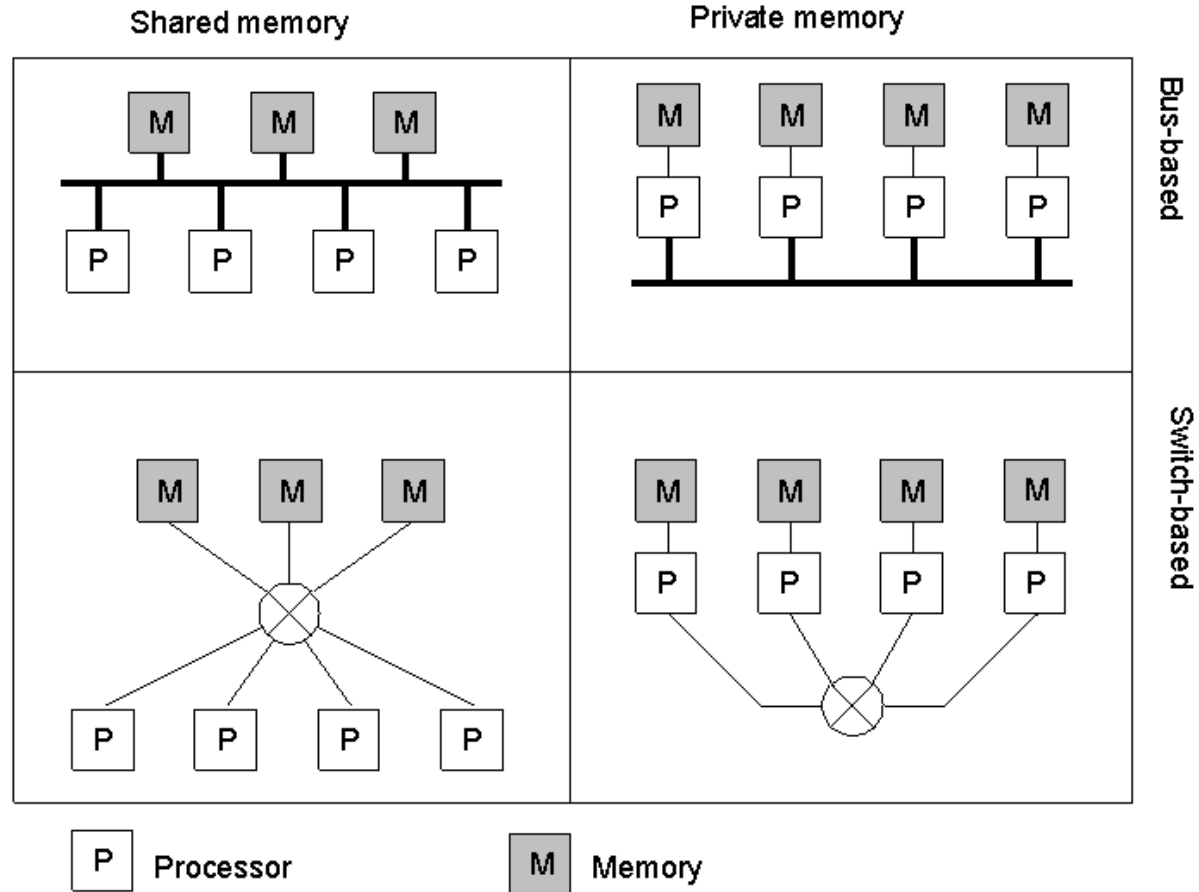 Shared memory
Private memory
M M M
P P P P
M M M M
P P P P
Bus-based
M M M
P P P P
M M M M
P P P P
Switch-based
P Processor
M Memory